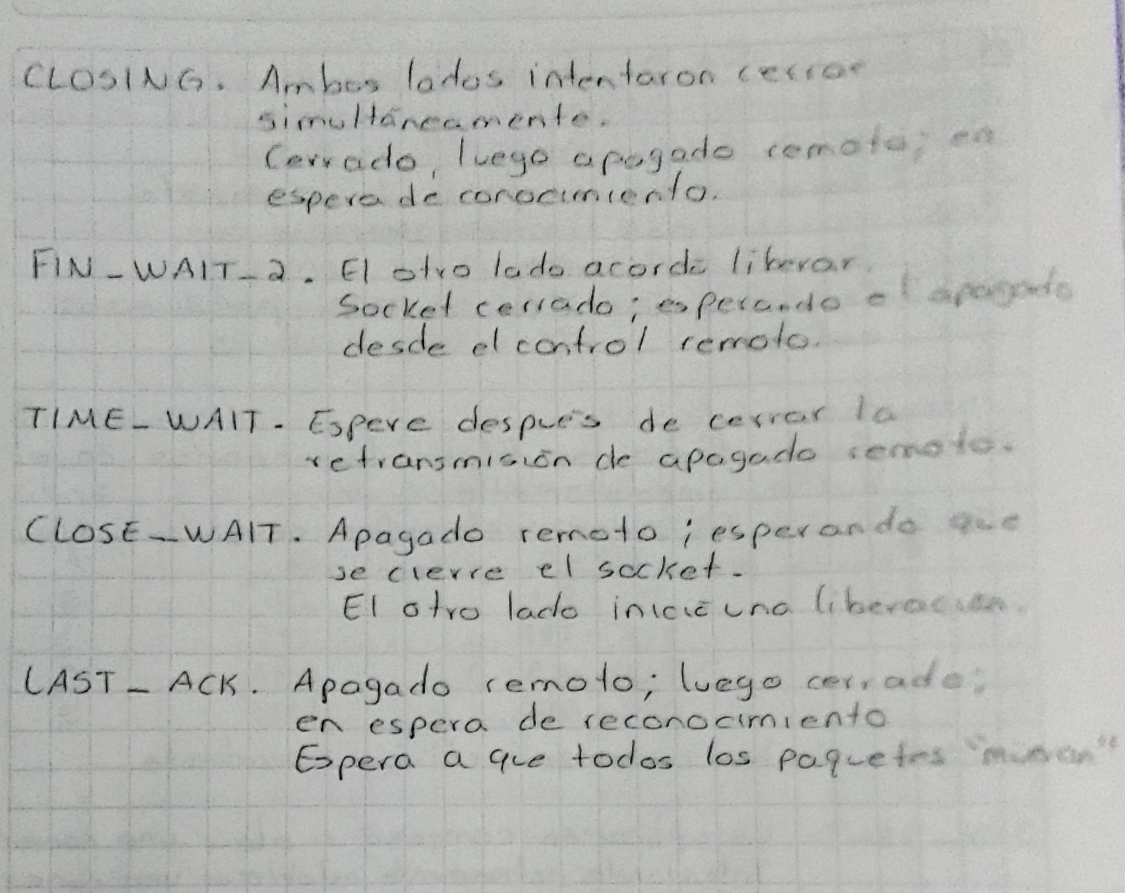 CLOSING. Ambos lados intentaron cerrar
simultáneamente.
Cerrado, luego apagado remoto; en
espera de conocimiento.
FIN_WAIT_2. El otro lado acordó liberar.
Socket cerrado; esperando el apagado
desde el control remoto.
TIME_WAIT. Espere después de cerrar la
retransmisión de apagado remoto.
CLOSE_WAIT. Apagado remoto; esperando que
se cierre el socket.
El otro lado inició una liberación.
LAST_ACK. Apagado remoto; luego cerrado;
en espera de reconocimiento
Espera a que todos los paquetes "mueran"